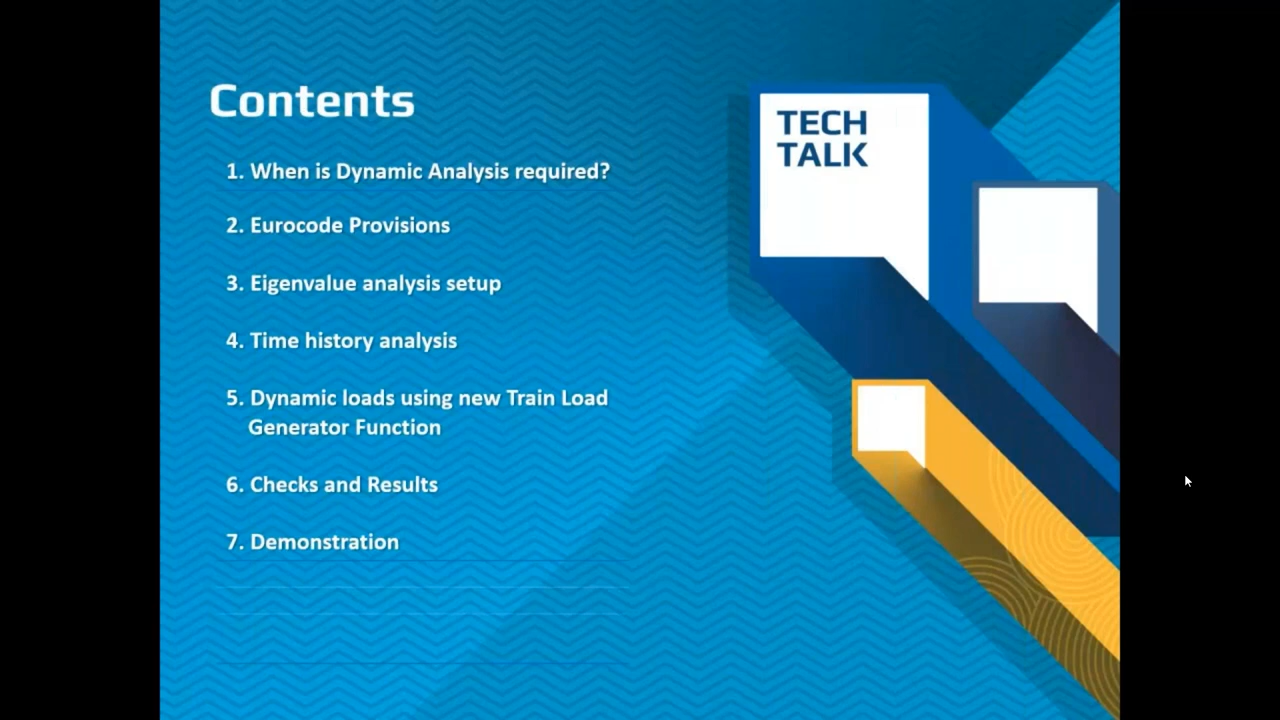 Contents
1. When is Dynamic Analysis required?
2. Eurocode Provisions
3. Eigenvalue analysis setup
4. Time history analysis
5. Dynamic loads using new Train Load
Generator Function
6. Checks and Results
7. Demonstration
TECH
TALK